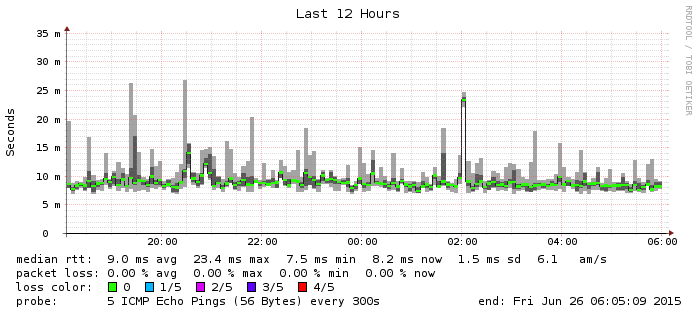 Last 12 Hours
RRDTOOL / TOBI OETIKER
35 m
30 m
25 m
20 m
15 m
10 m
5 m
0
Seconds
20:00 22:00 00:00 02:00 04:00 06:00
median rtt: 9.0 ms avg 23.4 ms max 7.5 ms min 8.2 ms now 1.5 ms sd 6.1 am/s
packet loss: 0.00 % avg 0.00 % max 0.00 % min 0.00 % now
loss color: 0 1/5 2/5 3/5 4/5
probe: 5 ICMP Echo Pings (56 Bytes) every 300s end: Fri Jun 26 06:05:09 2015